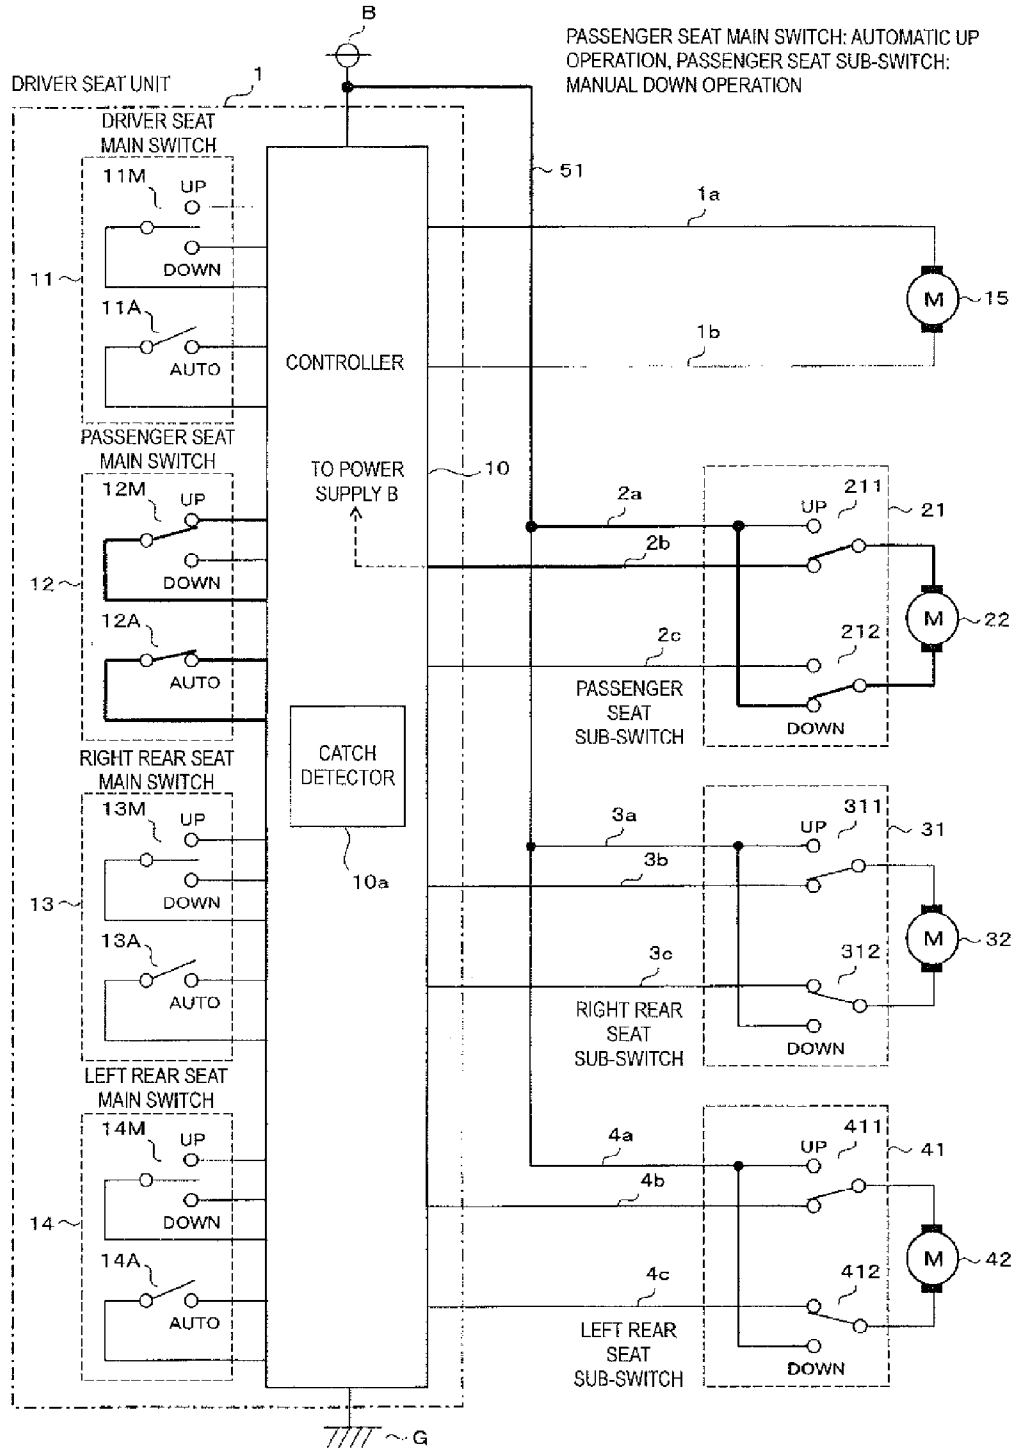 B
PASSENGER SEAT MAIN SWITCH: AUTOMATIC UP
OPERATION, PASSENGER SEAT SUB-SWITCH:
MANUAL DOWN OPERATION
DRIVER SEAT UNIT
1
DRIVER SEAT
MAIN SWITCH
11M
UP
DOWN
11
11A
AUTO
CONTROLLER
51
1a
M
15
1b
PASSENGER SEAT
MAIN SWITCH
12M
UP
DOWN
12
12A
AUTO
TO POWER
SUPPLY B
10
2a
2b
2c
UP
211
21
M
22
212
DOWN
PASSENGER
SEAT
SUB-SWITCH
CATCH
DETECTOR
10a
RIGHT REAR SEAT
MAIN SWITCH
13M
UP
DOWN
13
13A
AUTO
3a
3b
3c
UP
311
31
M
32
312
DOWN
RIGHT REAR
SEAT
SUB-SWITCH
LEFT REAR SEAT
MAIN SWITCH
14M
UP
DOWN
14
14A
AUTO
4a
4b
4c
UP
411
41
M
42
412
DOWN
LEFT REAR
SEAT
SUB-SWITCH
G